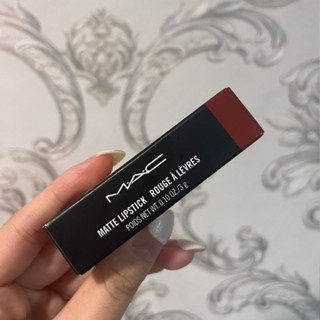 MAC
MATTE LIPSTICK ROUGE À LÈVRES
POIDS NET WT. 0.10 OZ/3 g